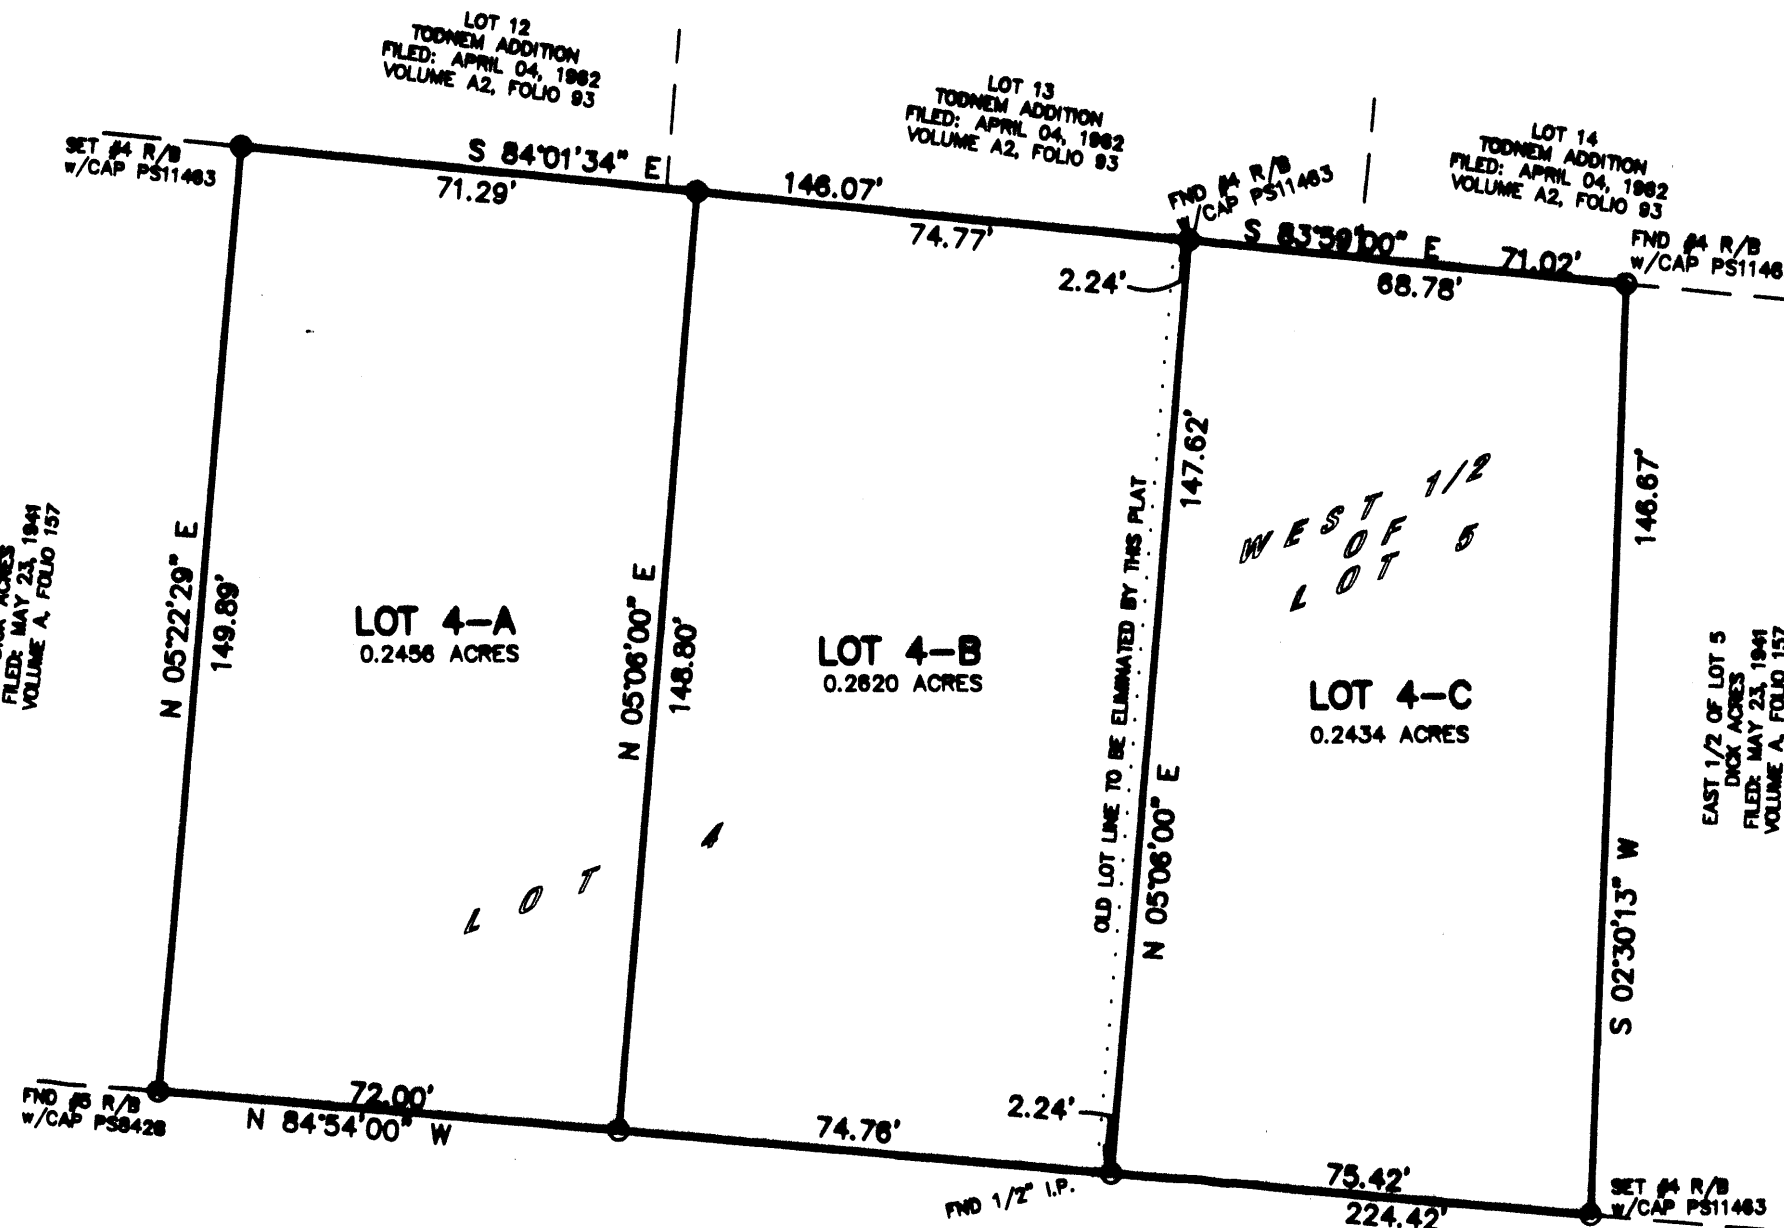 LOT 12
TODNEM ADDITION
FILED: APRIL 04, 1962
VOLUME A2, FOLIO 93
LOT 13
TODNEM ADDITION
FILED: APRIL 04, 1962
VOLUME A2, FOLIO 93
LOT 14
TODNEM ADDITION
FILED: APRIL 04, 1962
VOLUME A2, FOLIO 93
SET #4 R/B
w/CAP PS11463
S 84°01'34" E
71.29'
146.07'
74.77'
FND #4 R/B
w/CAP PS11463
S 83°59'00" E
71.02'
68.78'
FND #4 R/B
w/CAP PS1146
2.24'
N 05°22'29" E
149.89'
N 05°06'00" E
148.80'
OLD LOT LINE TO BE ELIMINATED BY THIS PLAT
147.62'
N 05°06'00" E
146.67'
S 02°30'13" W
WEST 1/2
OF
LOT 5
ACRES
FILED: MAY 23, 1941
VOLUME A, FOLIO 157
LOT 4-A
0.2456 ACRES
LOT 4-B
0.2620 ACRES
LOT 4-C
0.2434 ACRES
EAST 1/2 OF LOT 5
DICK ACRES
FILED: MAY 23, 1941
VOLUME A, FOLIO 157
LOT 4
FND #5 R/B
w/CAP PS8426
72.00'
N 84°54'00" W
74.76'
2.24'
FND 1/2" I.P.
75.42'
224.42'
SET #4 R/B
w/CAP PS11463